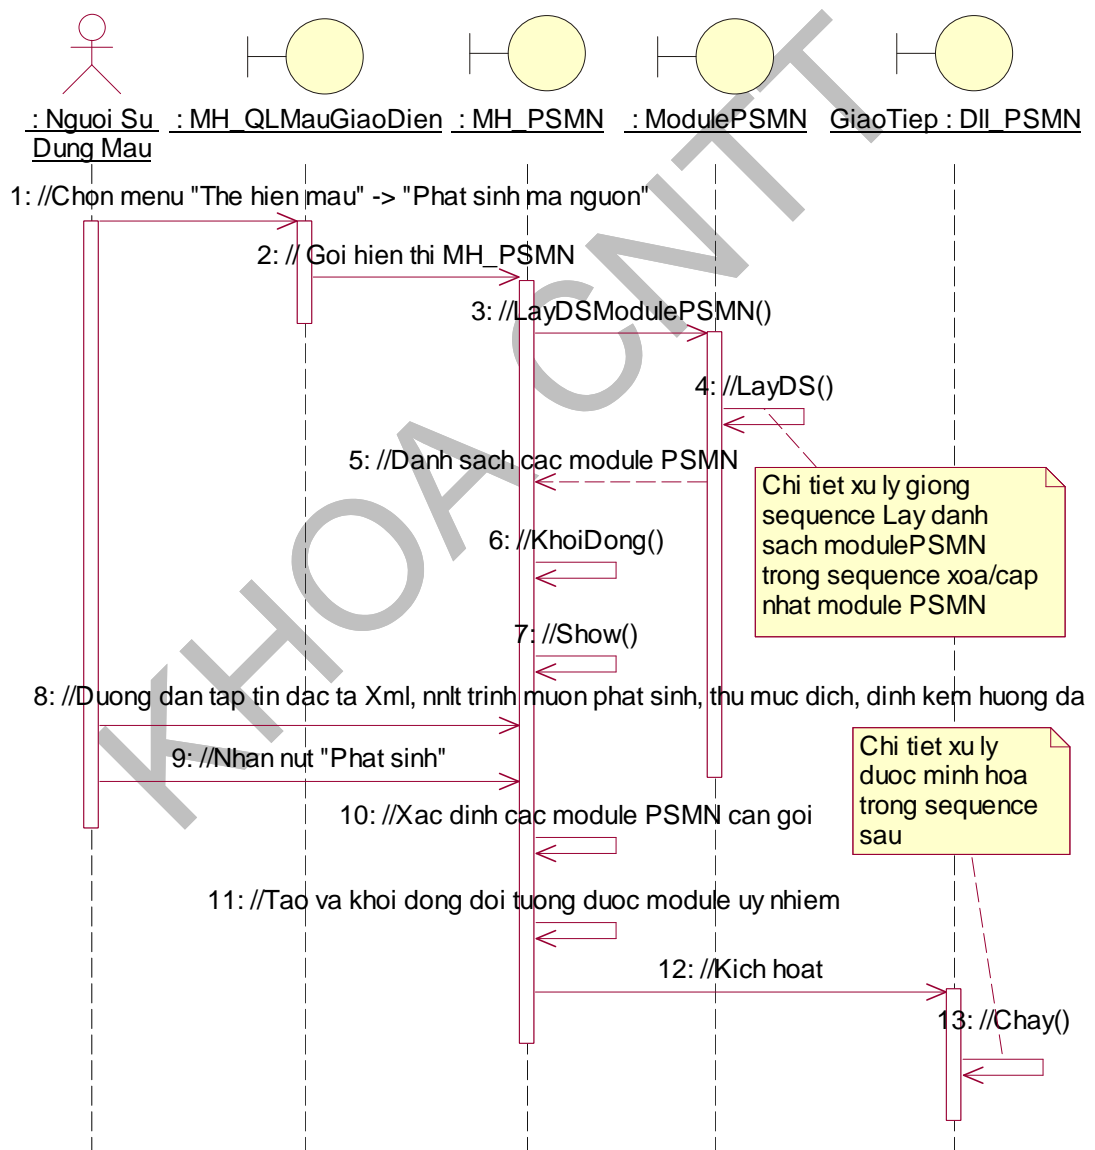 : Nguoi Su
Dung Mau
: MH_QLMauGiaoDien
: MH_PSMN
: ModulePSMN
GiaoTiep : Dll_PSMN
1: //Chon menu "The hien mau" -> "Phat sinh ma nguon"
2: // Goi hien thi MH_PSMN
3: //LayDSModulePSMN()
4: //LayDS()
5: //Danh sach cac module PSMN
Chi tiet xu ly giong
sequence Lay danh
sach modulePSMN
trong sequence xoa/cap
nhat module PSMN
6: //KhoiDong()
7: //Show()
8: //Duong dan tap tin dac ta Xml, nnlt trinh muon phat sinh, thu muc dich, dinh kem huong da
9: //Nhan nut "Phat sinh"
Chi tiet xu ly
duoc minh hoa
trong sequence
sau
10: //Xac dinh cac module PSMN can goi
11: //Tao va khoi dong doi tuong duoc module uy nhiem
12: //Kich hoat
13: //Chay()
KHOA CNTT